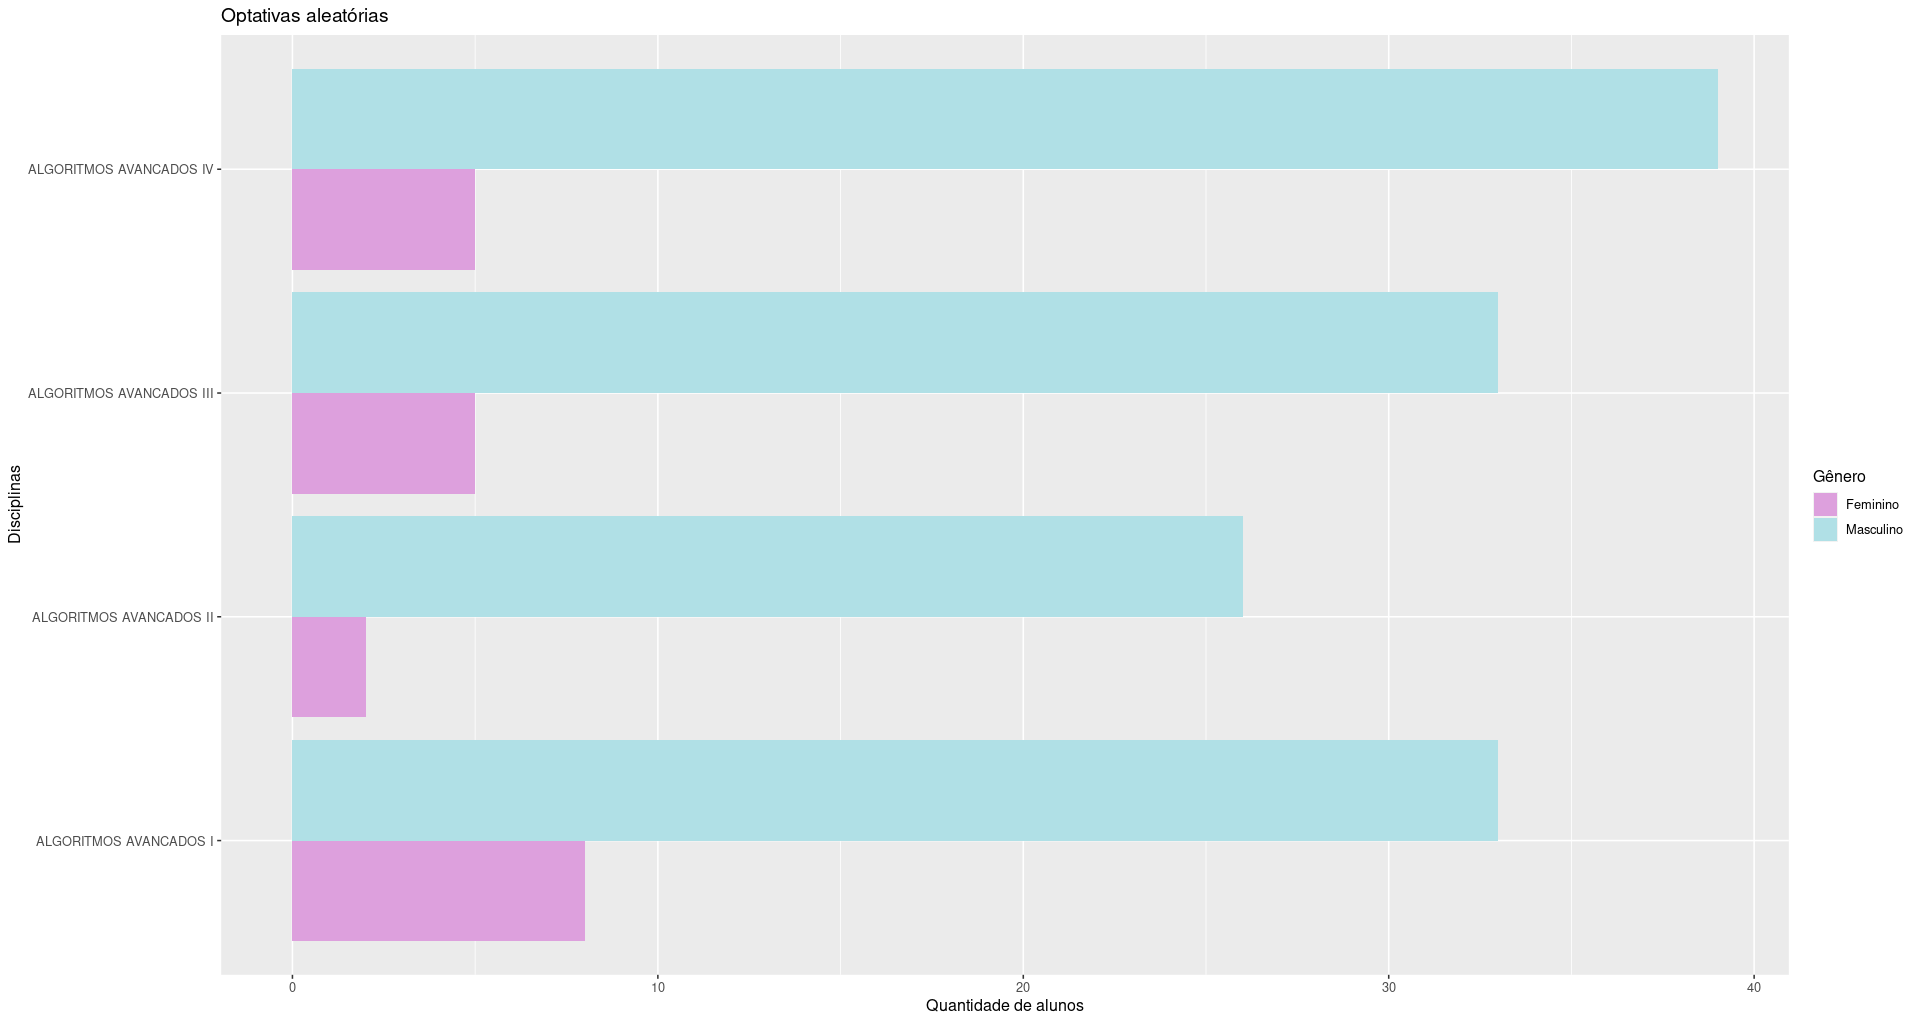 Optativas aleatórias
ALGORITMOS AVANCADOS IV
ALGORITMOS AVANCADOS III
ALGORITMOS AVANCADOS II
ALGORITMOS AVANCADOS I
Disciplinas
0 10 20 30 40
Quantidade de alunos
Gênero
Feminino
Masculino